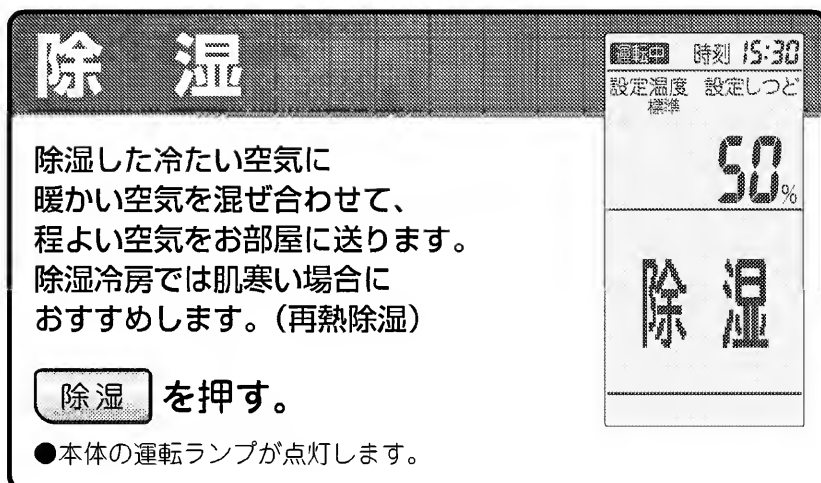 除湿
除湿した冷たい空気に
暖かい空気を混ぜ合わせて、
程よい空気をお部屋に送ります。
除湿冷房では肌寒い場合に
おすすめします。(再熱除湿)
除湿 を押す。
●本体の運転ランプが点灯します。
運転中 時刻 15:30
設定温度 設定しつど
標準
50%
除湿